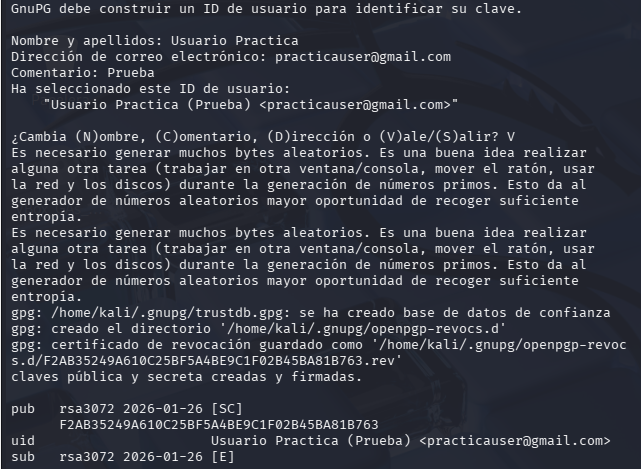 GnuPG debe construir un ID de usuario para identificar su clave.
Nombre y apellidos: Usuario Practica
Dirección de correo electrónico: practicauser@gmail.com
Comentario: Prueba
Ha seleccionado este ID de usuario:
"Usuario Practica (Prueba) <practicauser@gmail.com>"
¿Cambia (N)ombre, (C)omentario, (D)irección o (V)ale/(S)alir? V
Es necesario generar muchos bytes aleatorios. Es una buena idea realizar
alguna otra tarea (trabajar en otra ventana/consola, mover el ratón, usar
la red y los discos) durante la generación de números primos. Esto da al
generador de números aleatorios mayor oportunidad de recoger suficiente
entropía.
Es necesario generar muchos bytes aleatorios. Es una buena idea realizar
alguna otra tarea (trabajar en otra ventana/consola, mover el ratón, usar
la red y los discos) durante la generación de números primos. Esto da al
generador de números aleatorios mayor oportunidad de recoger suficiente
entropía.
gpg: /home/kali/.gnupg/trustdb.gpg: se ha creado base de datos de confianza
gpg: creado el directorio '/home/kali/.gnupg/openpgp-revocs.d'
gpg: certificado de revocación guardado como '/home/kali/.gnupg/openpgp-revoc
s.d/F2AB35249A610C25BF5A4BE9C1F02B45BA81B763.rev'
claves pública y secreta creadas y firmadas.
pub   rsa3072 2026-01-26 [SC]
F2AB35249A610C25BF5A4BE9C1F02B45BA81B763
uid                      Usuario Practica (Prueba) <practicauser@gmail.com>
sub   rsa3072 2026-01-26 [E]